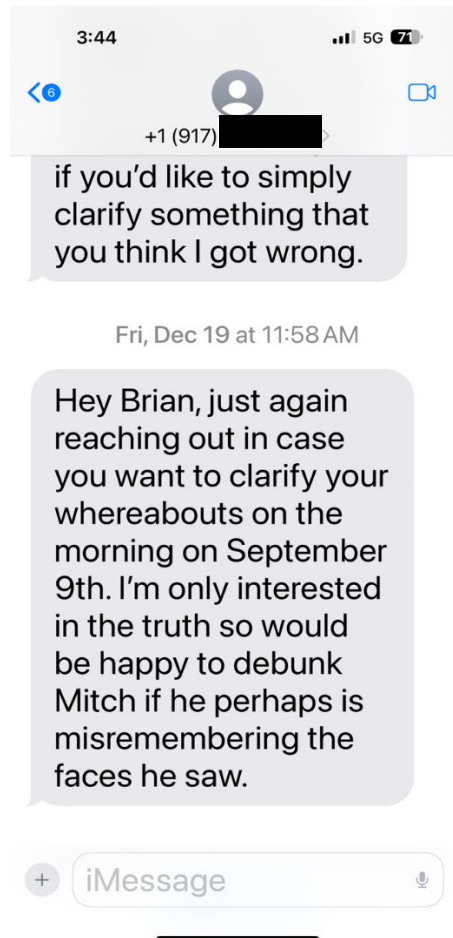 3:44
5G 71
6
+1 (917)
if you'd like to simply
clarify something that
you think I got wrong.
Fri, Dec 19 at 11:58 AM
Hey Brian, just again
reaching out in case
you want to clarify your
whereabouts on the
morning on September
9th. I'm only interested
in the truth so would
be happy to debunk
Mitch if he perhaps is
misremembering the
faces he saw.
iMessage